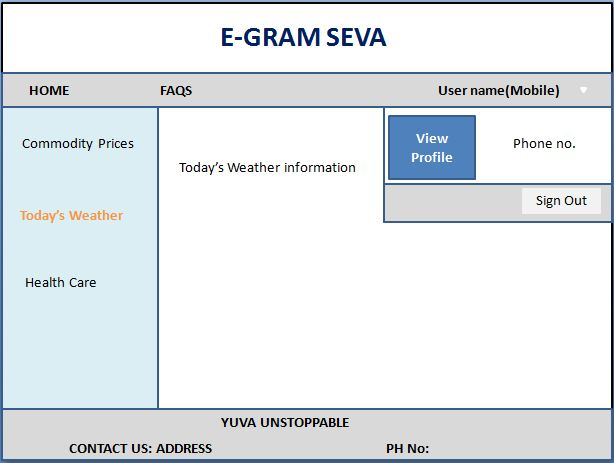 E-GRAM SEVA
HOME FAQS User name(Mobile)
Commodity Prices
View Profile
Phone no.
Today's Weather information
Sign Out
Today's Weather
Health Care
YUVA UNSTOPPABLE
CONTACT US: ADDRESS PH No: